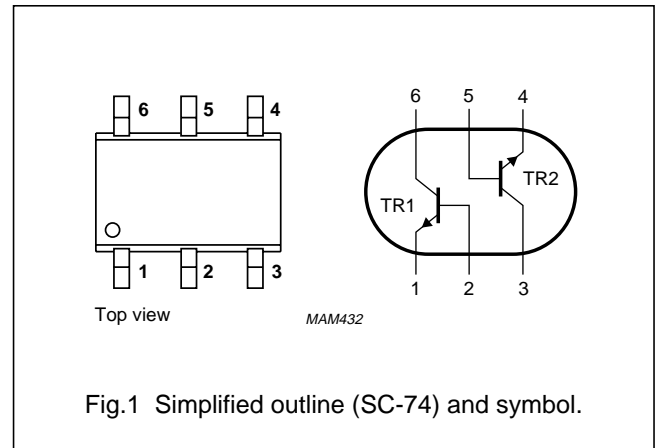 6 5 4
1 2 3
Top view
6 5 4
TR1
TR2
1 2 3
MAM432
Fig.1 Simplified outline (SC-74) and symbol.